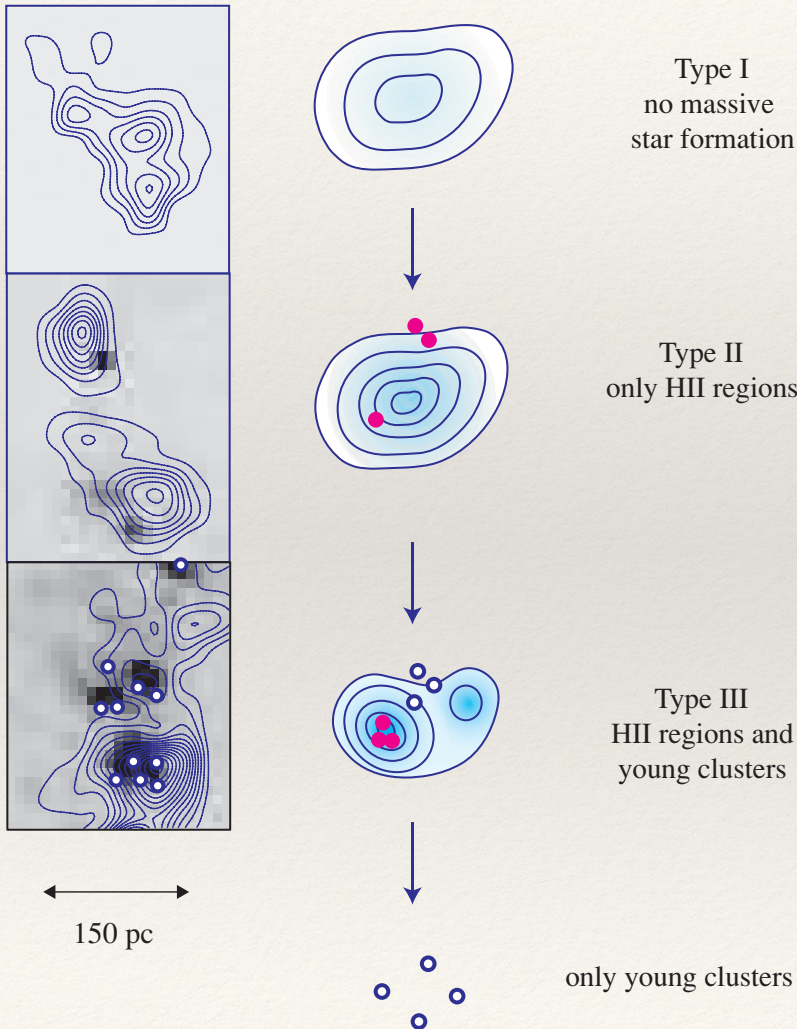 Type I
no massive
star formation
Type II
only HII regions
Type III
HII regions and
young clusters
150 pc
only young clusters